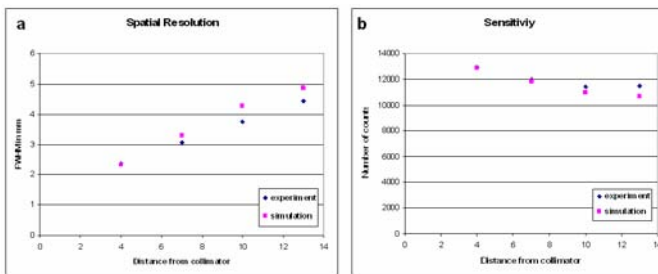 a
Spatial Resolution
6
5
4
3
2
1
0
0 2 4 6 8 10 12 14
FWHM in mm
Distance from collimator
experiment
simulation
b
Sensitiviy
14000
12000
10000
8000
6000
4000
2000
0
0 2 4 6 8 10 12 14
Number of counts
Distance from collimator
experiment
simulation